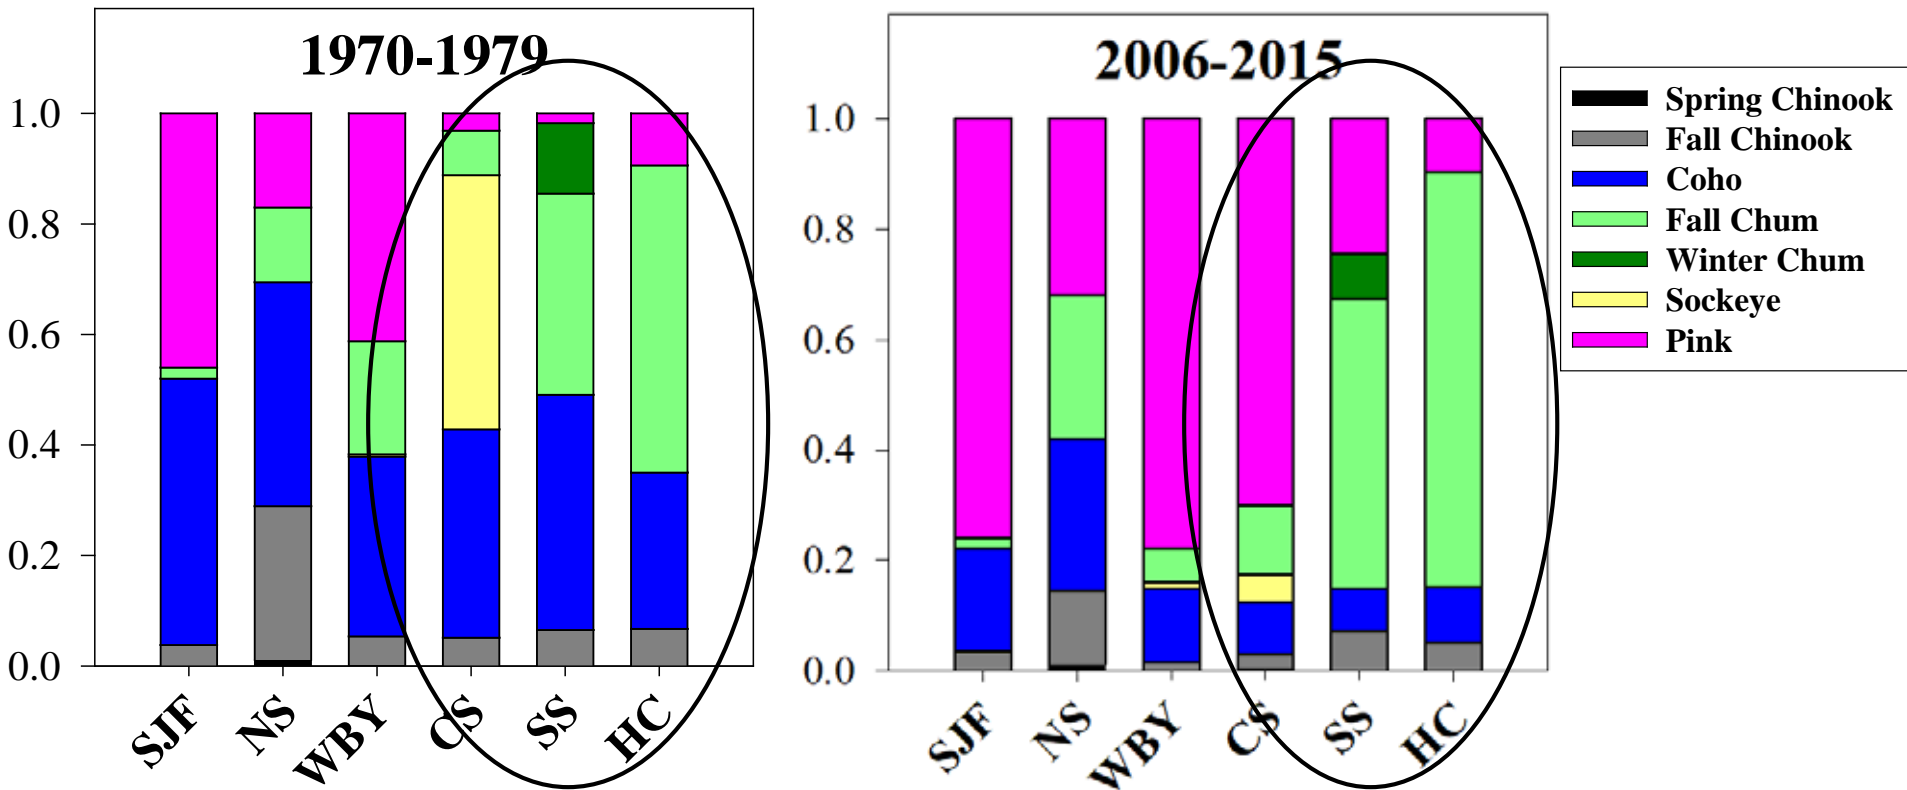 1970-1979
1.0
0.8
0.6
0.4
0.2
0.0
SJF
NS
WBY
CS
SS
HC
2006-2015
1.0
0.8
0.6
0.4
0.2
0.0
SJF
NS
WBY
CS
SS
HC
Spring Chinook
Fall Chinook
Coho
Fall Chum
Winter Chum
Sockeye
Pink